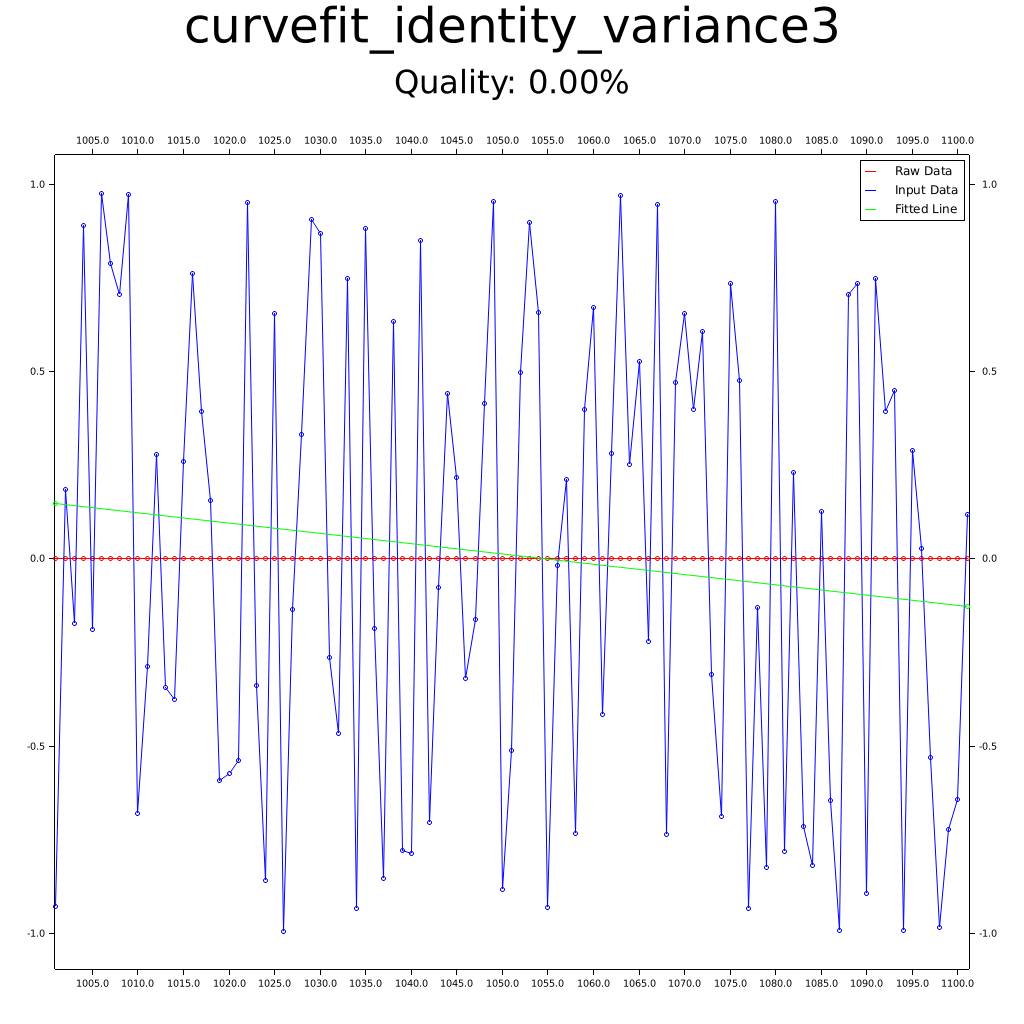 curvefit_identity_variance3
Quality: 0.00%
1005.0 1010.0 1015.0 1020.0 1025.0 1030.0 1035.0 1040.0 1045.0 1050.0 1055.0 1060.0 1065.0 1070.0 1075.0 1080.0 1085.0 1090.0 1095.0 1100.0
Raw Data
Input Data
Fitted Line
1.0 1.0
0.5 0.5
0.0 0.0
-0.5 -0.5
-1.0 -1.0
1005.0 1010.0 1015.0 1020.0 1025.0 1030.0 1035.0 1040.0 1045.0 1050.0 1055.0 1060.0 1065.0 1070.0 1075.0 1080.0 1085.0 1090.0 1095.0 1100.0